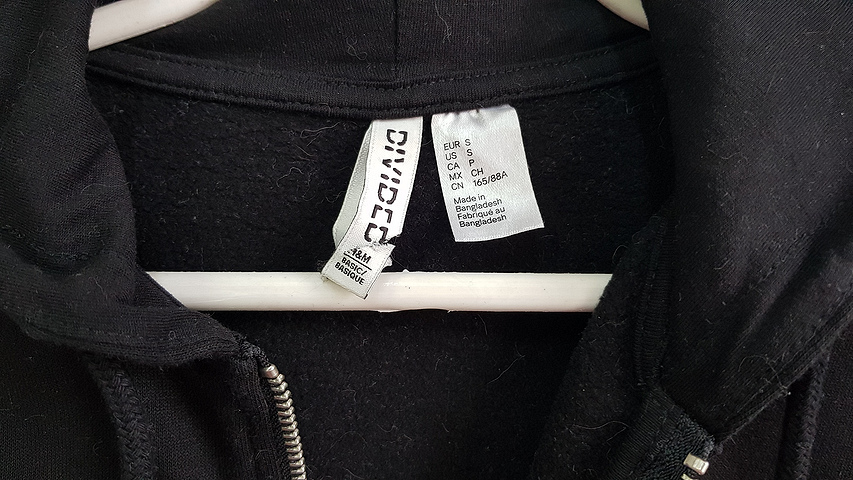 DIVIDED
H&M
BASIC/
BASIQUE
EUR S
US S
CA P
MX CH
CN 165/88A
Made in
Bangladesh
Fabriqué au
Bangladesh